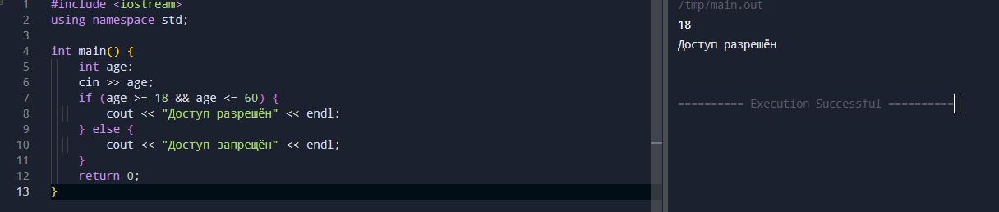 1 #include <iostream>
2 using namespace std;
3
4 int main() {
5 int age;
6 cin >> age;
7 if (age >= 18 && age <= 60) {
8 cout << "Доступ разрешён" << endl;
9 } else {
10 cout << "Доступ запрещён" << endl;
11 }
12 return 0;
13 }
/tmp/main.out
18
Доступ разрешён
========== Execution Successful ==========